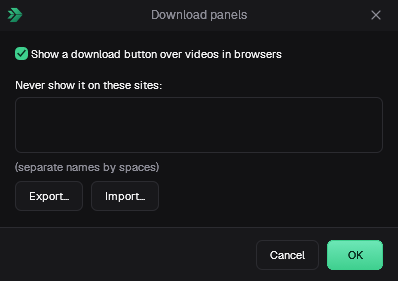 Download panels
Show a download button over videos in browsers
Never show it on these sites:
(separate names by spaces)
Export...
Import...
Cancel
OK